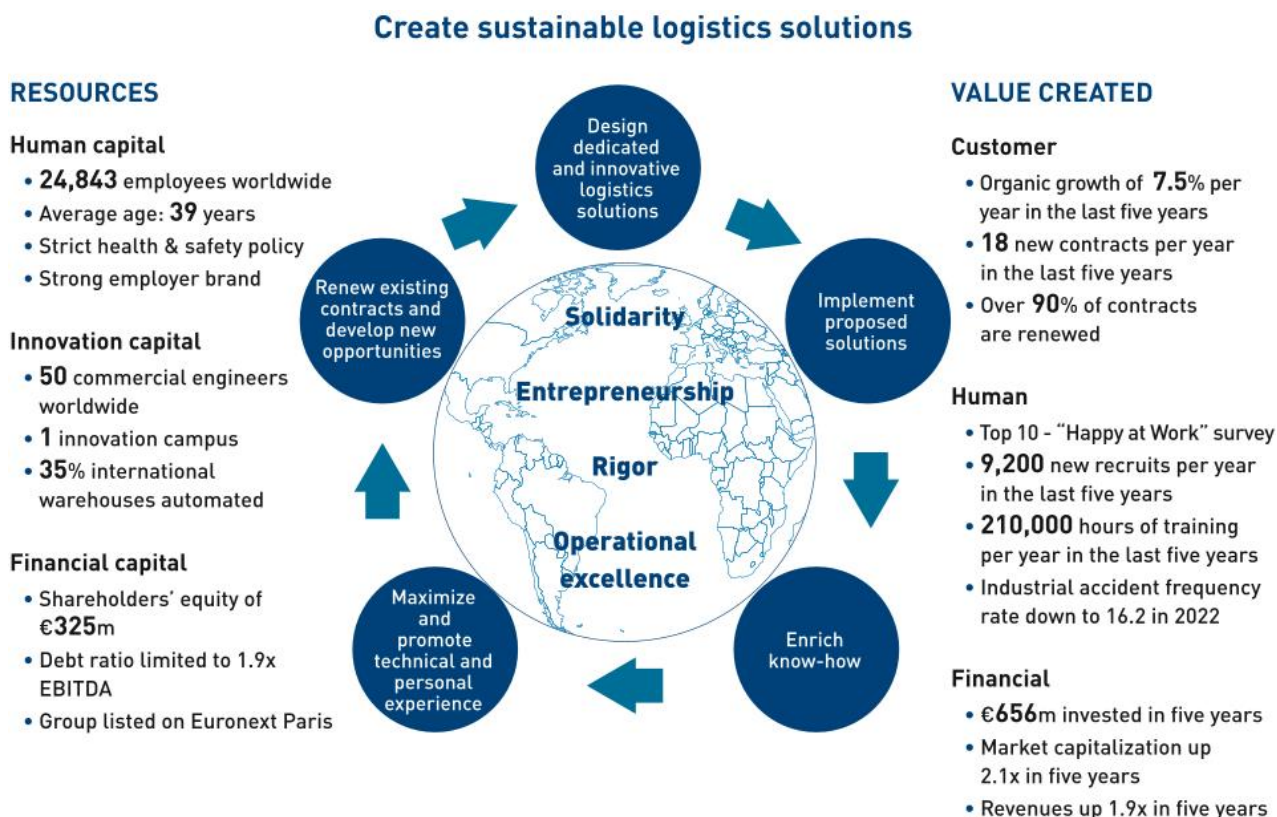 Create sustainable logistics solutions
RESOURCES
Human capital
• 24,843 employees worldwide
• Average age: 39 years
• Strict health & safety policy
• Strong employer brand
Innovation capital
• 50 commercial engineers
worldwide
• 1 innovation campus
• 35% international
warehouses automated
Financial capital
• Shareholders’ equity of
€325m
• Debt ratio limited to 1.9x
EBITDA
• Group listed on Euronext Paris
Design
dedicated
and innovative
logistics
solutions
Implement
proposed
solutions
Enrich
know-how
Maximize
and
promote
technical and
personal
experience
Renew existing
contracts and
develop new
opportunities
Solidarity
Entrepreneurship
Rigor
Operational
excellence
VALUE CREATED
Customer
• Organic growth of 7.5% per
year in the last five years
• 18 new contracts per year
in the last five years
• Over 90% of contracts
are renewed
Human
• Top 10 - “Happy at Work” survey
• 9,200 new recruits per year
in the last five years
• 210,000 hours of training
per year in the last five years
• Industrial accident frequency
rate down to 16.2 in 2022
Financial
• €656m invested in five years
• Market capitalization up
2.1x in five years
• Revenues up 1.9x in five years